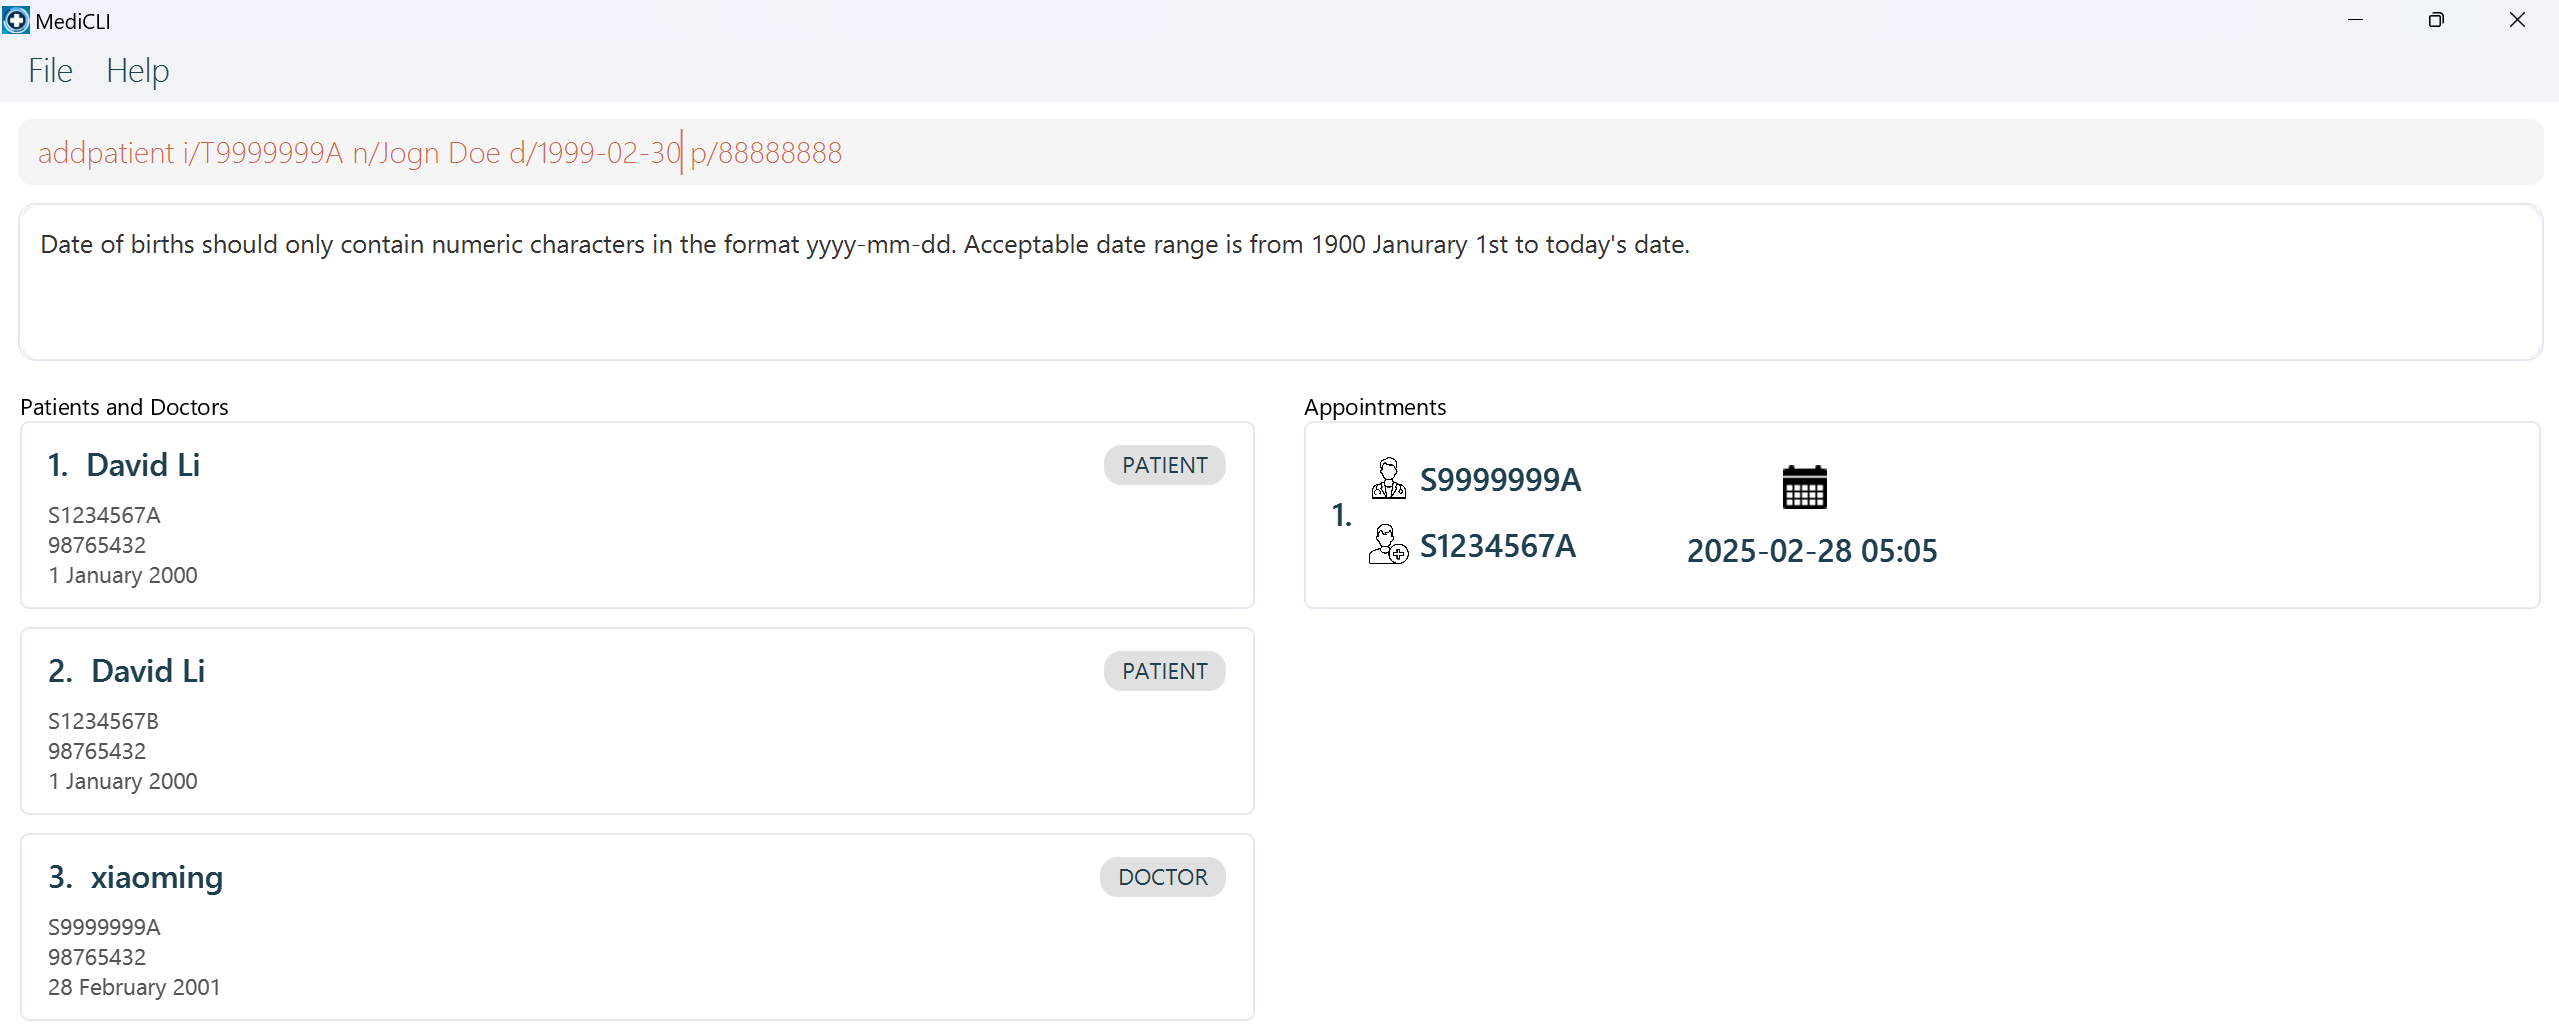 MediCLI
File Help
addpatient i/T9999999A n/Jogn Doe d/1999-02-30 p/88888888
Date of births should only contain numeric characters in the format yyyy-mm-dd. Acceptable date range is from 1900 Janurary 1st to today's date.
Patients and Doctors
1. David Li PATIENT
S1234567A
98765432
1 January 2000
2. David Li PATIENT
S1234567B
98765432
1 January 2000
3. xiaoming DOCTOR
S9999999A
98765432
28 February 2001
Appointments
1.
S9999999A
S1234567A
2025-02-28 05:05